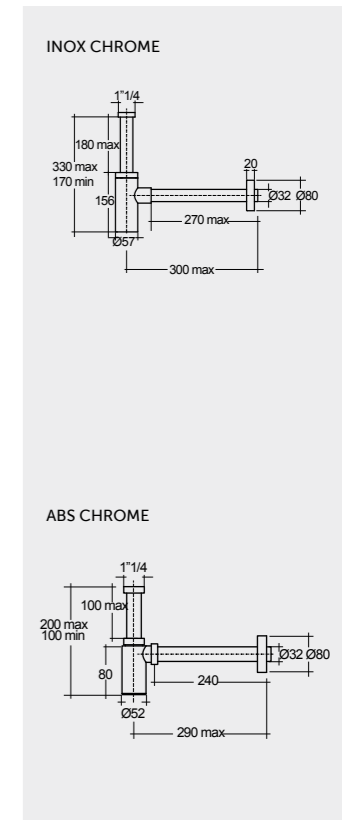 INOX CHROME
1"1/4
180 max
330 max
170 min
156
20
Ø32 Ø80
270 max
Ø57
300 max
ABS CHROME
1"1/4
100 max
200 max
100 min
80
Ø32 Ø80
240
Ø52
290 max